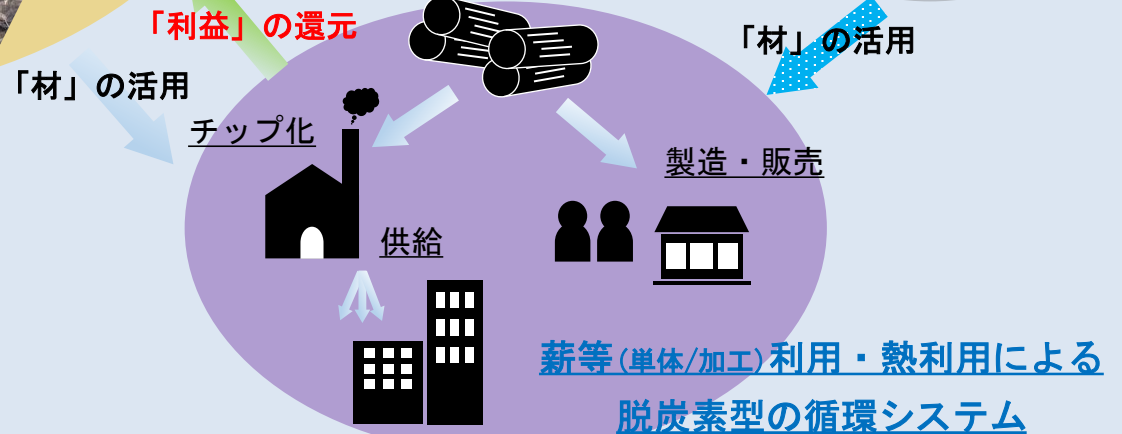 「利益」の還元
「材」の活用
「材」の活用
チップ化
製造・販売
供給
薪等(単体/加工)利用・熱利用による
脱炭素型の循環システム